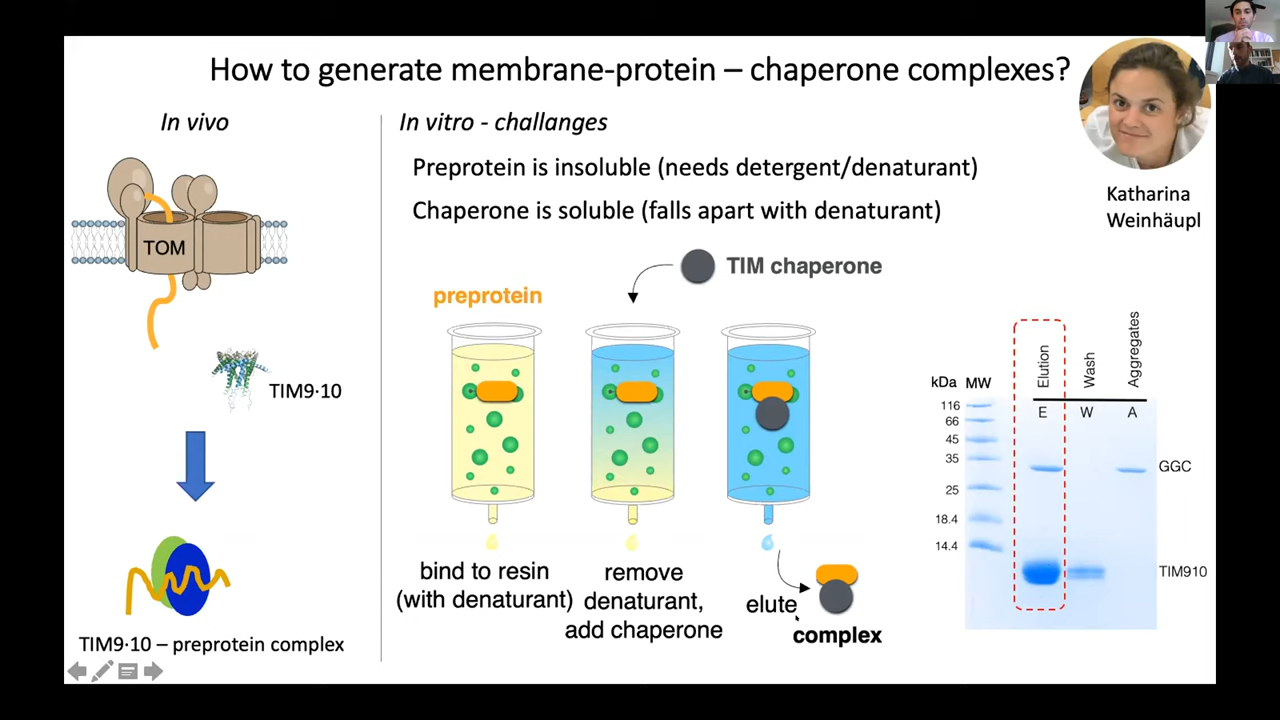 How to generate membrane-protein – chaperone complexes?
In vivo
TOM
TIM9·10
TIM9·10 – preprotein complex
In vitro - challanges
Preprotein is insoluble (needs detergent/denaturant)
Chaperone is soluble (falls apart with denaturant)
Katharina
Weinhäupl
TIM chaperone
preprotein
bind to resin
(with denaturant)
remove
denaturant,
add chaperone
elute
complex
kDa MW
Elution
Wash
Aggregates
E W A
116
66
45
35
25
18.4
14.4
GGC
TIM910